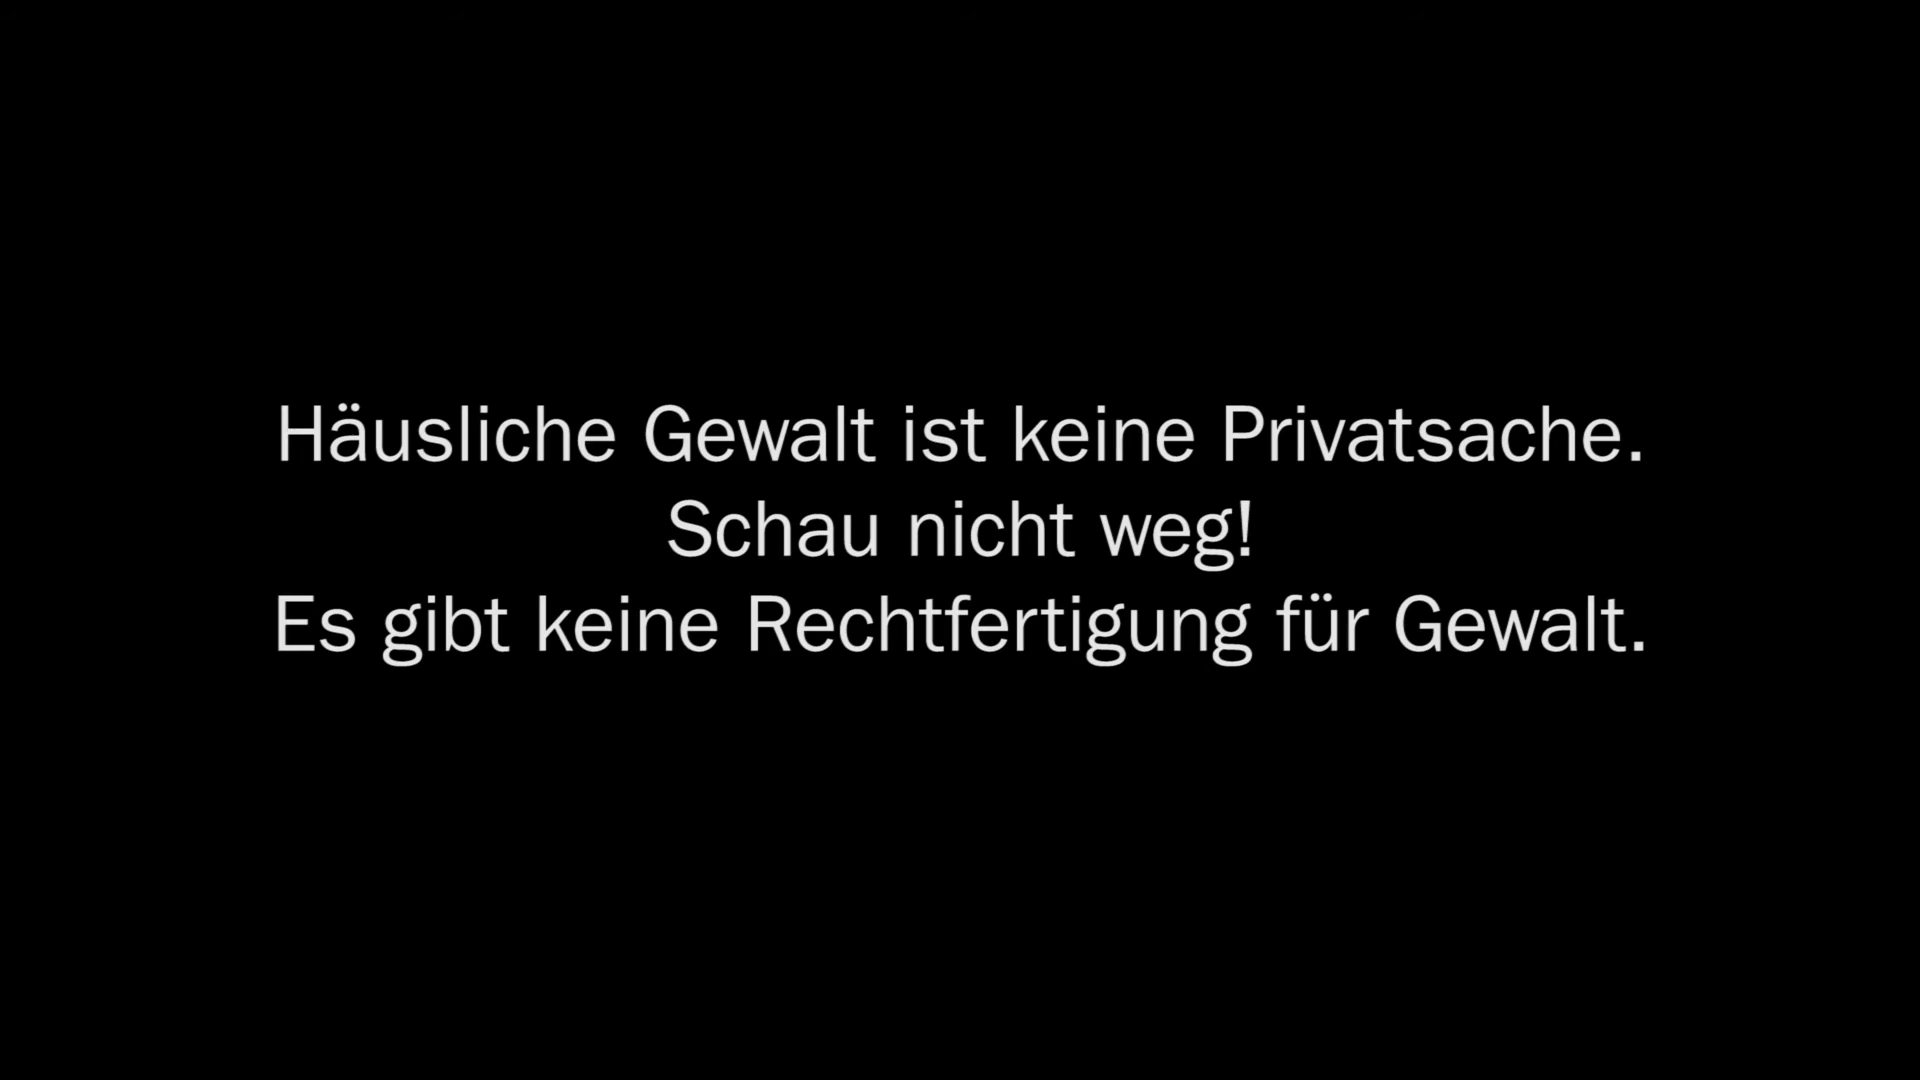 Häusliche Gewalt ist keine Privatsache.
Schau nicht weg!
Es gibt keine Rechtfertigung für Gewalt.